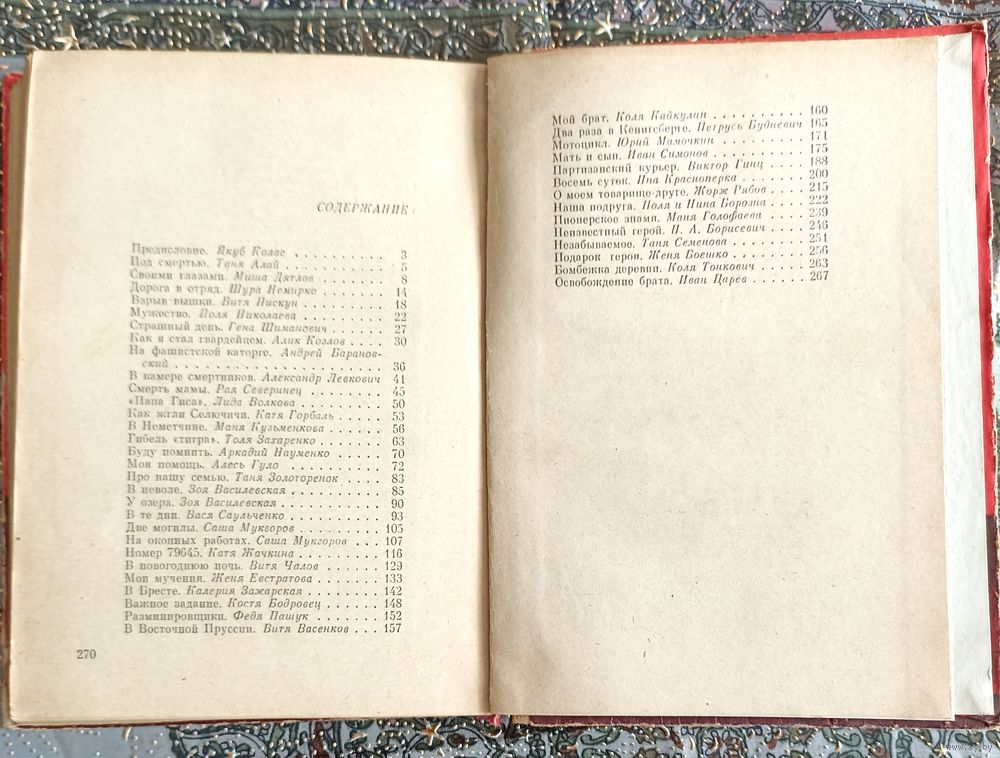 СОДЕРЖАНИЕ
Предисловие. Якуб Колас . . . . . . . . . 3
Под смертью. Таня Алай . . . . . . . . . 5
Своими глазами. Миша Дятлов . . . . . . . 8
Дорога в отряд. Шура Немирко . . . . . . . 14
Взрыв вышки. Витя Пискун . . . . . . . . 18
Мужество. Поля Николаева . . . . . . . . 22
Страшный день. Гена Шиманович . . . . . . 27
Как я стал гвардейцем. Алик Козлов . . . . 30
На фашистской каторге. Андрей Баранов-
ский . . . . . . . . . . . . . . . . . . 36
В камере смертников. Александр Левкович 41
Смерть мамы. Рая Северинец . . . . . . . 45
«Папа Гиса». Лида Волкова . . . . . . . . 50
Как жгли Селючичи. Катя Горбаль . . . . . 53
В Неметчине. Маня Кузьменкова . . . . . . 56
Гибель «тигра». Толя Захаренко . . . . . . 63
Буду помнить. Аркадий Науменко . . . . . 70
Моя помощь. Алесь Гуло . . . . . . . . . 72
Про нашу семью. Таня Золоторенок . . . . 83
В неволе. Зоя Василевская . . . . . . . . 85
У озера. Зоя Василевская . . . . . . . . . 90
В те дни. Вася Саульченко . . . . . . . . 93
Две могилы. Саша Мукгоров . . . . . . . . 105
На окопных работах. Саша Мукгоров . . . 107
Номер 79645. Катя Жачкина . . . . . . . . 116
В новогоднюю ночь. Витя Чалов . . . . . . 129
Мои мучения. Женя Евстратова . . . . . . . 133
В Бресте. Калерия Зажарская . . . . . . . 142
Важное задание. Костя Бодровец . . . . . . 148
Разминировщики. Федя Пашук . . . . . . . 152
В Восточной Пруссии. Витя Васенков . . . 157
270
Мой брат. Коля Кайкулин . . . . . . . . . 160
Два раза в Кенигсберге. Петрусь Будневич 165
Мотоцикл. Юрий Мамочкин . . . . . . . . 171
Мать и сын. Иван Симонов . . . . . . . . 175
Партизанский курьер. Виктор Гинц . . . . 188
Восемь суток. Ина Красноперка . . . . . . 200
О моем товарище-друге. Жорж Рябов . . . . 215
Наша подруга. Поля и Нина Борозна . . . . 222
Пионерское знамя. Маня Голофаева . . . . 239
Неизвестный герой. И. А. Борисевич . . . . 246
Незабываемое. Таня Семенова . . . . . . . 251
Подарок героя. Женя Боешко . . . . . . . 256
Бомбежка деревни. Коля Тонкович . . . . . 263
Освобождение брата. Иван Царев . . . . . . 267
www.ay.by